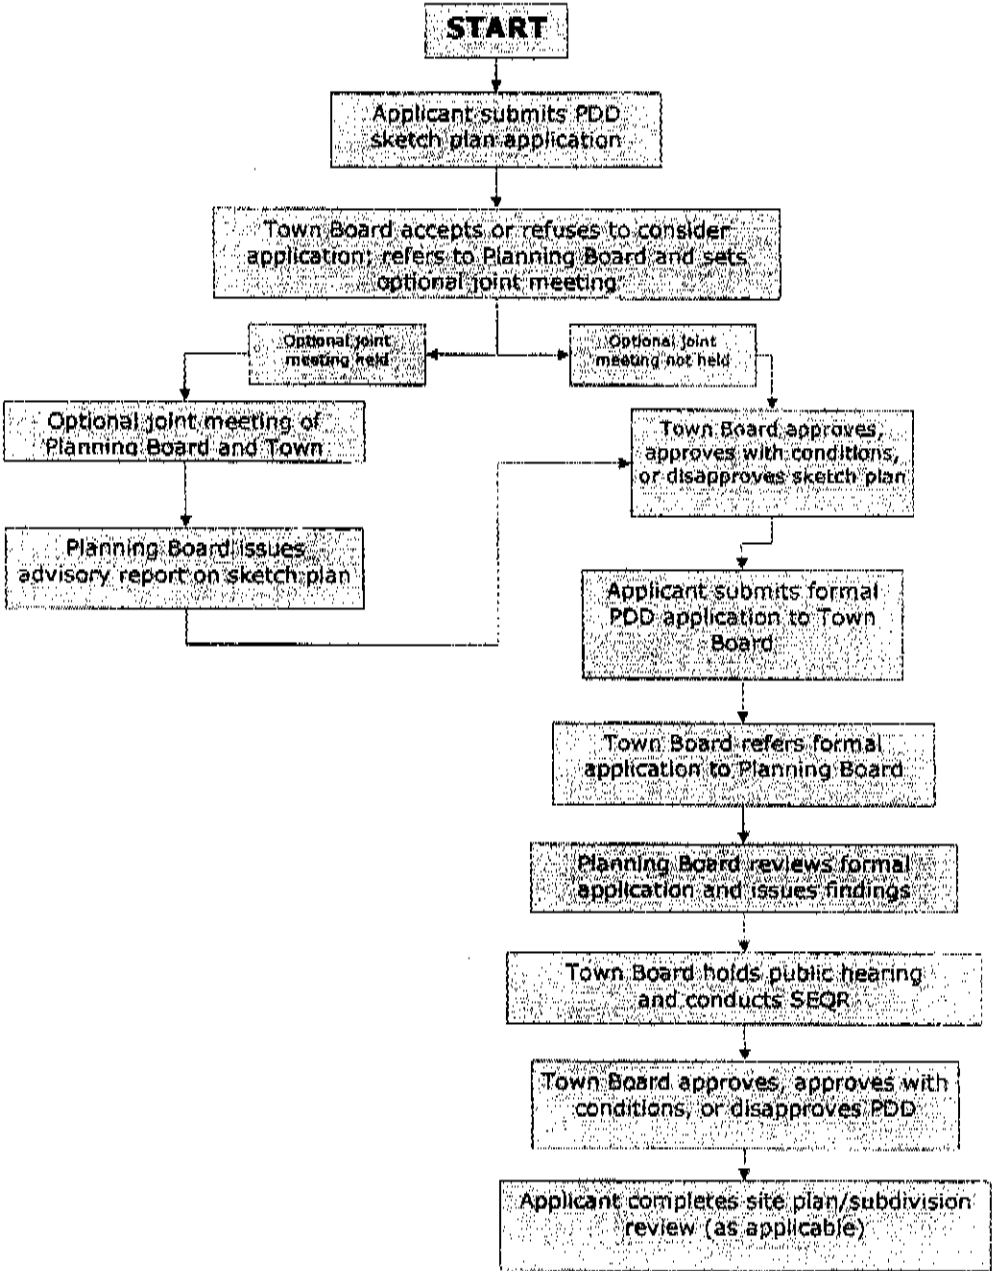 START
Applicant submits PDD
sketch plan application
Town Board accepts or refuses to consider
application; refers to Planning Board and sets
optional joint meeting
Optional joint
meeting held
Optional joint
meeting not held
Optional joint meeting of
Planning Board and Town
Planning Board issues
advisory report on sketch plan
Town Board approves,
approves with conditions,
or disapproves sketch plan
Applicant submits formal
PDD application to Town
Board
Town Board refers formal
application to Planning Board
Planning Board reviews formal
application and issues findings
Town Board holds public hearing
and conducts SEQR
Town Board approves, approves with
conditions, or disapproves PDD
Applicant completes site plan/subdivision
review (as applicable)